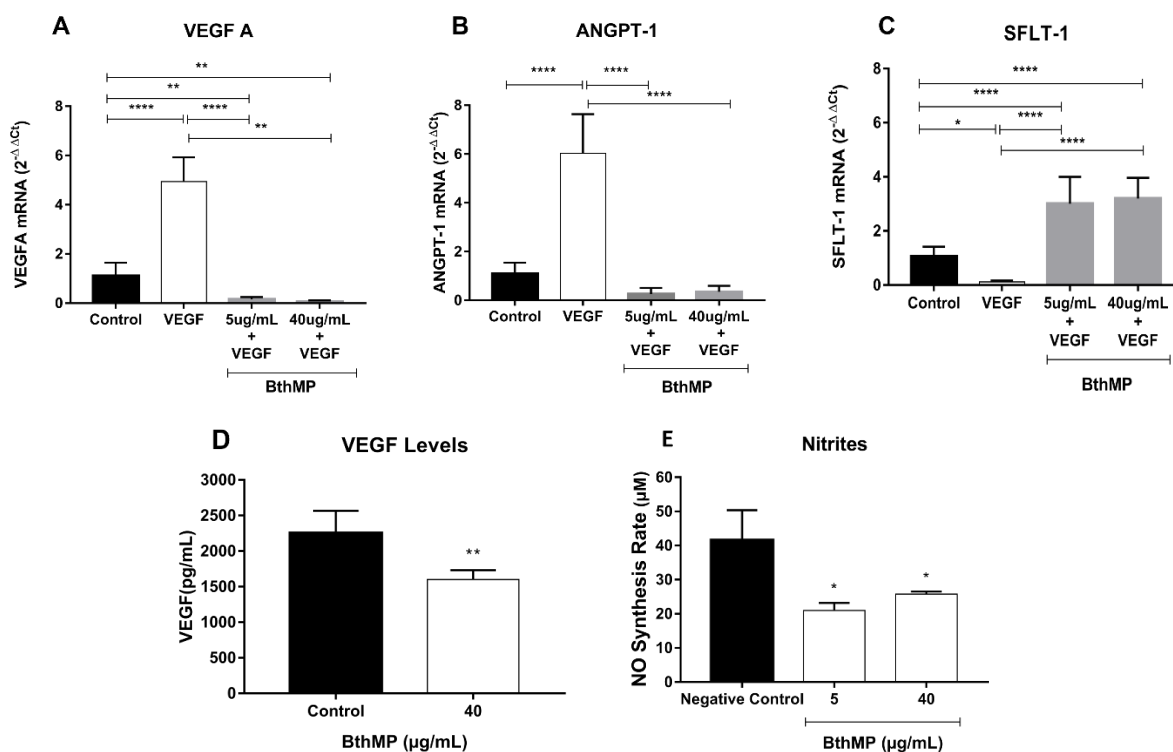 A
VEGF A
**
**
****
****
**
VEGFA mRNA (2-Δ ΔCt)
8
6
4
2
0
Control
VEGF
5ug/mL
+
VEGF
40ug/mL
+
VEGF
BthMP
B
ANGPT-1
****
****
****
ANGPT-1 mRNA (2-Δ ΔCt)
8
6
4
2
0
Control
VEGF
5ug/mL
+
VEGF
40ug/mL
+
VEGF
BthMP
C
SFLT-1
****
****
*
****
****
SFLT-1 mRNA (2-Δ ΔCt)
8
6
4
2
0
Control
VEGF
5ug/mL
+
VEGF
40ug/mL
+
VEGF
BthMP
D
VEGF Levels
VEGF(pg/mL)
3000
2500
2000
1500
1000
500
0
**
Control
40
BthMP (µg/mL)
E
Nitrites
NO Synthesis Rate (µM)
60
50
40
30
20
10
0
*
*
Negative Control
5
40
BthMP (µg/mL)